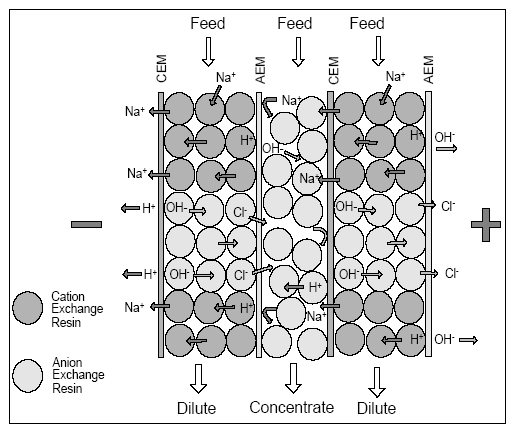 Feed Feed Feed
CEM AEM CEM AEM
Na⁺ Na⁺ Na⁺
Na⁺
H⁺ H⁺ OH⁻
OH⁻
Na⁺ Na⁺
H⁺ OH- Cl⁻ OH⁻ Cl⁻
− +
H⁺ OH⁻ Cl⁻ H⁺ OH⁻ Cl⁻
Cation
Exchange
Resin
Na⁺ H⁺ Na⁺
H⁺ OH⁻
Anion
Exchange
Resin
Dilute Concentrate Dilute